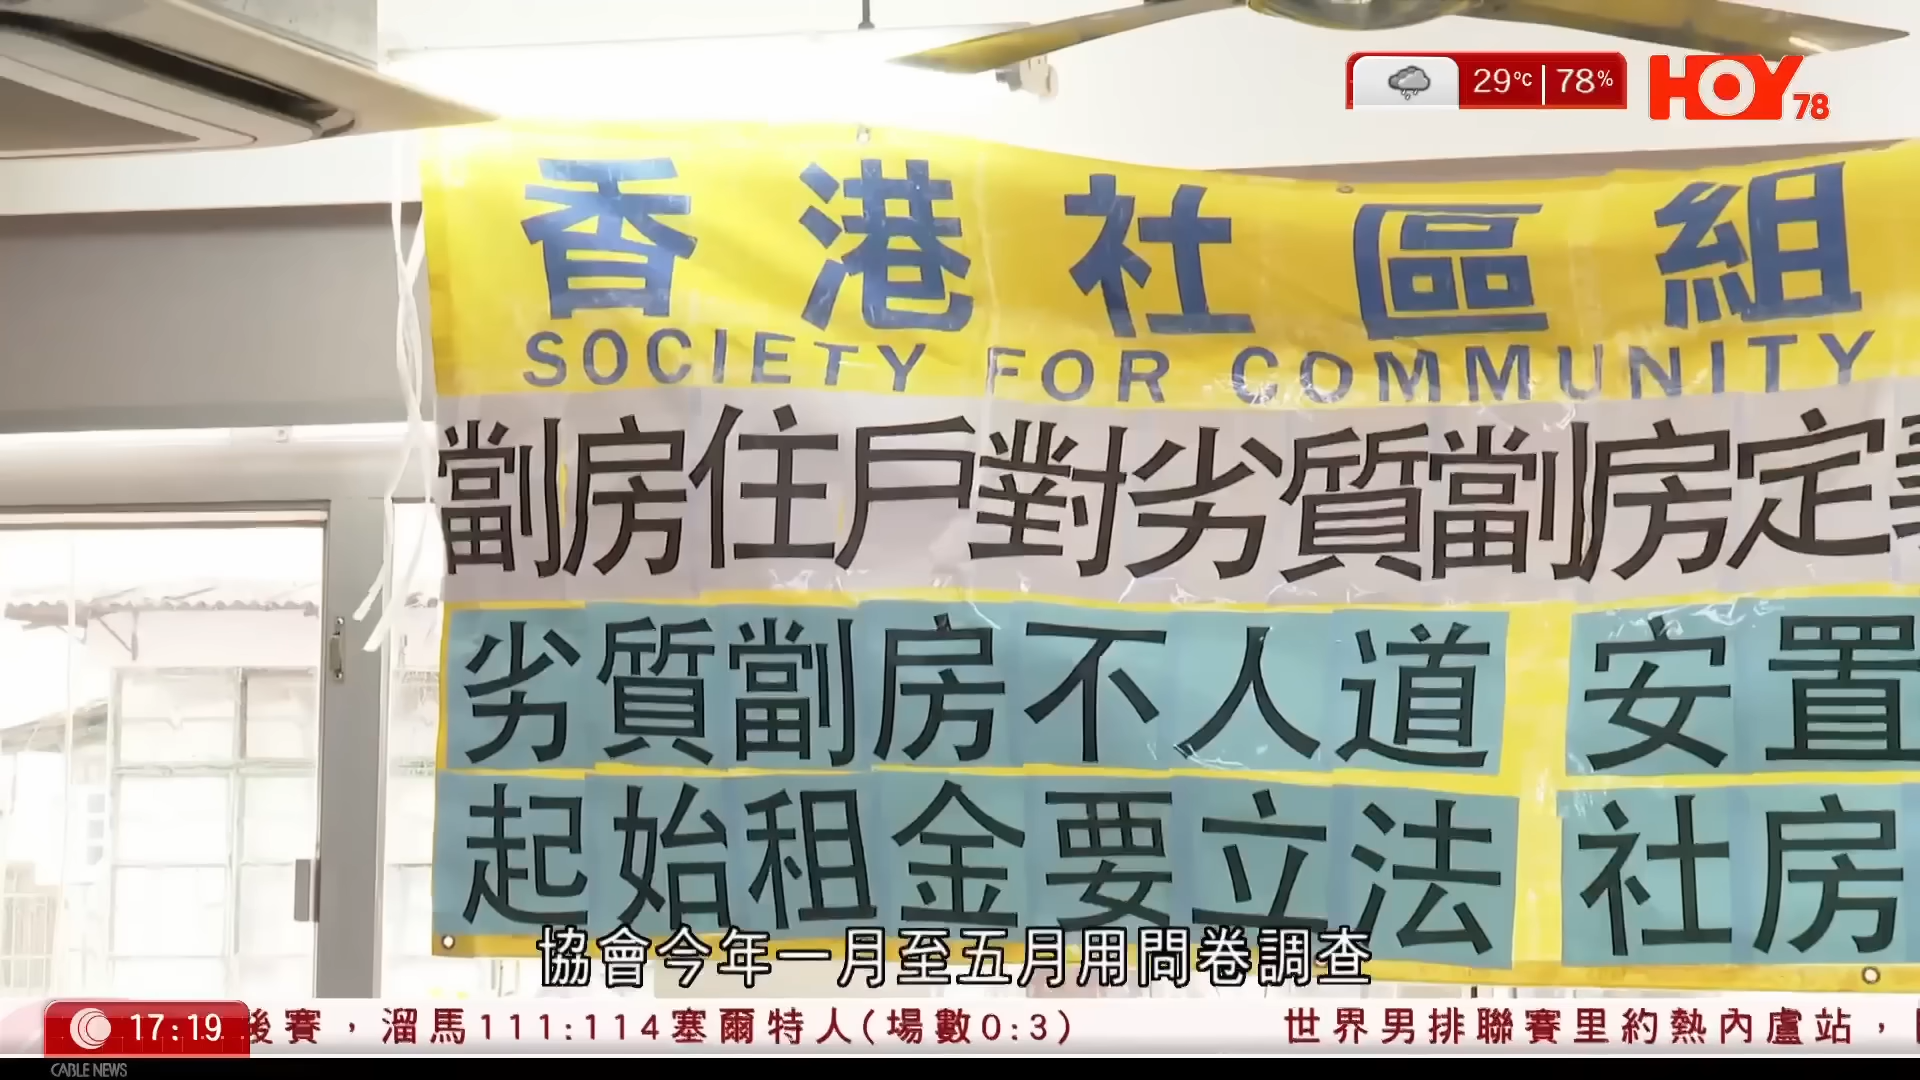 29°C 78%
HOY 78
香港社區組
SOCIETY FOR COMMUNITY
劏房住戶對劣質劏房定
劣質劏房不人道 安置
起始租金要立法 社房
協會今年一月至五月用問卷調查
17:19 後賽，溜馬111:114塞爾特人(場數0:3) 世界男排聯賽里約熱內盧站，
CABLE NEWS